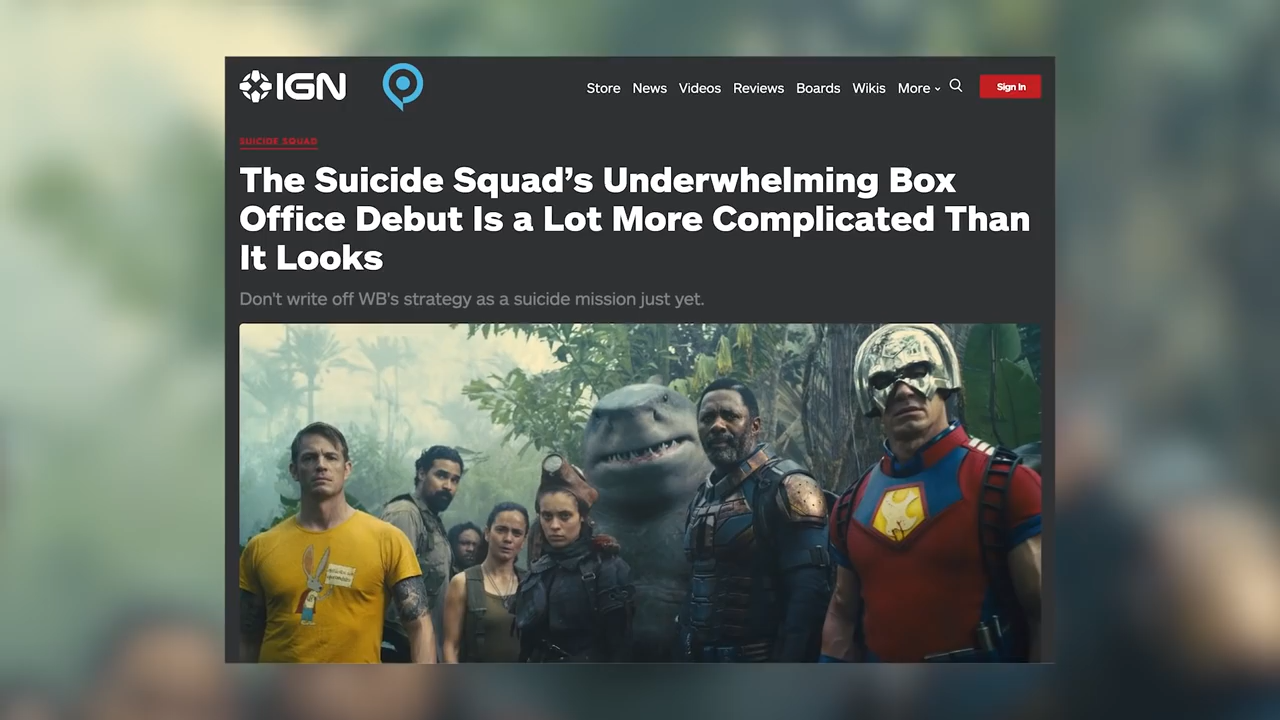 IGN
Store News Videos Reviews Boards Wikis More Sign In
SUICIDE SQUAD
The Suicide Squad’s Underwhelming Box
Office Debut Is a Lot More Complicated Than
It Looks
Don't write off WB's strategy as a suicide mission just yet.